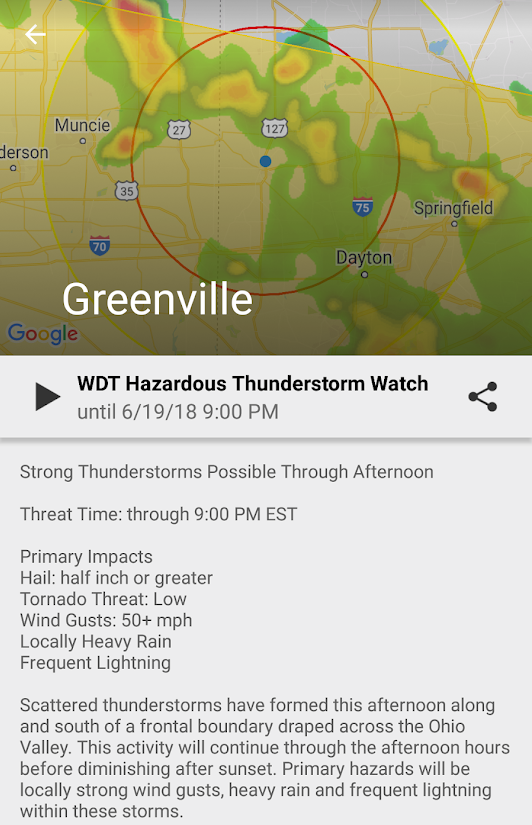 Muncie
27
127
derson
35
75
Springfield
70
Dayton
Greenville
Google
WDT Hazardous Thunderstorm Watch
until 6/19/18 9:00 PM
Strong Thunderstorms Possible Through Afternoon
Threat Time: through 9:00 PM EST
Primary Impacts
Hail: half inch or greater
Tornado Threat: Low
Wind Gusts: 50+ mph
Locally Heavy Rain
Frequent Lightning
Scattered thunderstorms have formed this afternoon along
and south of a frontal boundary draped across the Ohio
Valley. This activity will continue through the afternoon hours
before diminishing after sunset. Primary hazards will be
locally strong wind gusts, heavy rain and frequent lightning
within these storms.